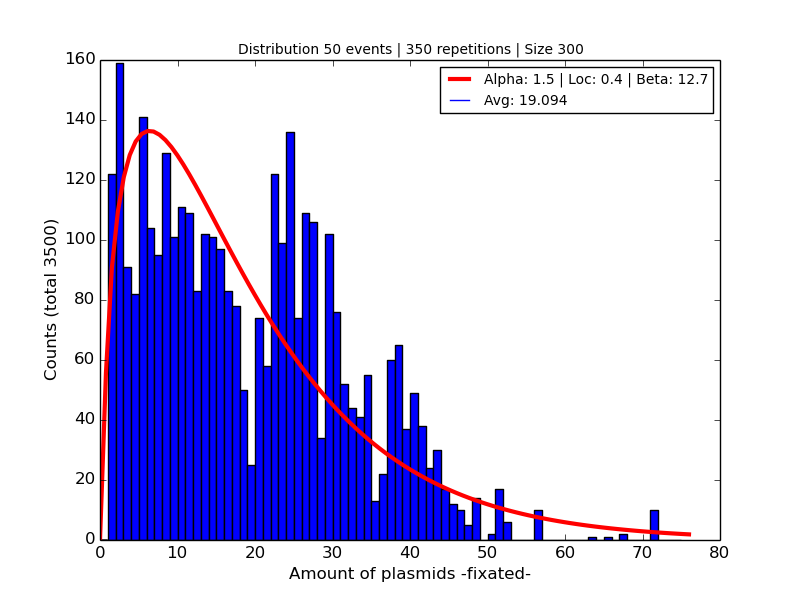 Distribution 50 events | 350 repetitions | Size 300
Alpha: 1.5 | Loc: 0.4 | Beta: 12.7
Avg: 19.094
Counts (total 3500)
160
140
120
100
80
60
40
20
0
0 10 20 30 40 50 60 70 80
Amount of plasmids -fixated-